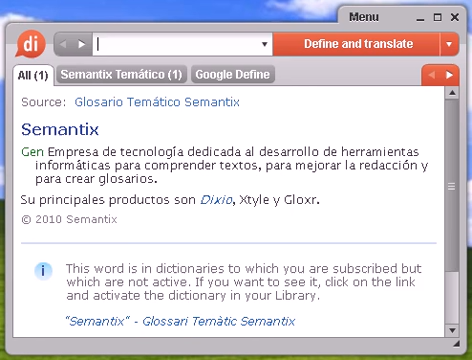 Menu
di
Define and translate
All (1)
Semantix Temático (1)
Google Define
Source: Glosario Temático Semantix
Semantix
Gen Empresa de tecnología dedicada al desarrollo de herramientas
informáticas para comprender textos, para mejorar la redacción y
para crear glosarios.
Su principales productos son Dixio, Xtyle y Gloxr.
© 2010 Semantix
i
This word is in dictionaries to which you are subscribed but
which are not active. If you want to see it, click on the link
and activate the dictionary in your Library.
"Semantix" - Glossari Temàtic Semantix